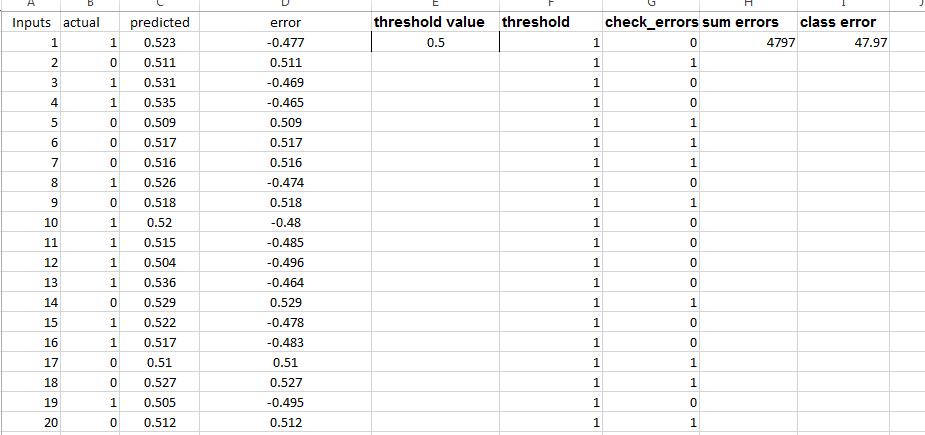 A B C D E F G H I J
Inputs actual predicted error threshold value threshold check_errors sum errors class error
1 1 0.523 -0.477 0.5 1 0 4797 47.97
2 0 0.511 0.511 1 1
3 1 0.531 -0.469 1 0
4 1 0.535 -0.465 1 0
5 0 0.509 0.509 1 1
6 0 0.517 0.517 1 1
7 0 0.516 0.516 1 1
8 1 0.526 -0.474 1 0
9 0 0.518 0.518 1 1
10 1 0.52 -0.48 1 0
11 1 0.515 -0.485 1 0
12 1 0.504 -0.496 1 0
13 1 0.536 -0.464 1 0
14 0 0.529 0.529 1 1
15 1 0.522 -0.478 1 0
16 1 0.517 -0.483 1 0
17 0 0.51 0.51 1 1
18 0 0.527 0.527 1 1
19 1 0.505 -0.495 1 0
20 0 0.512 0.512 1 1